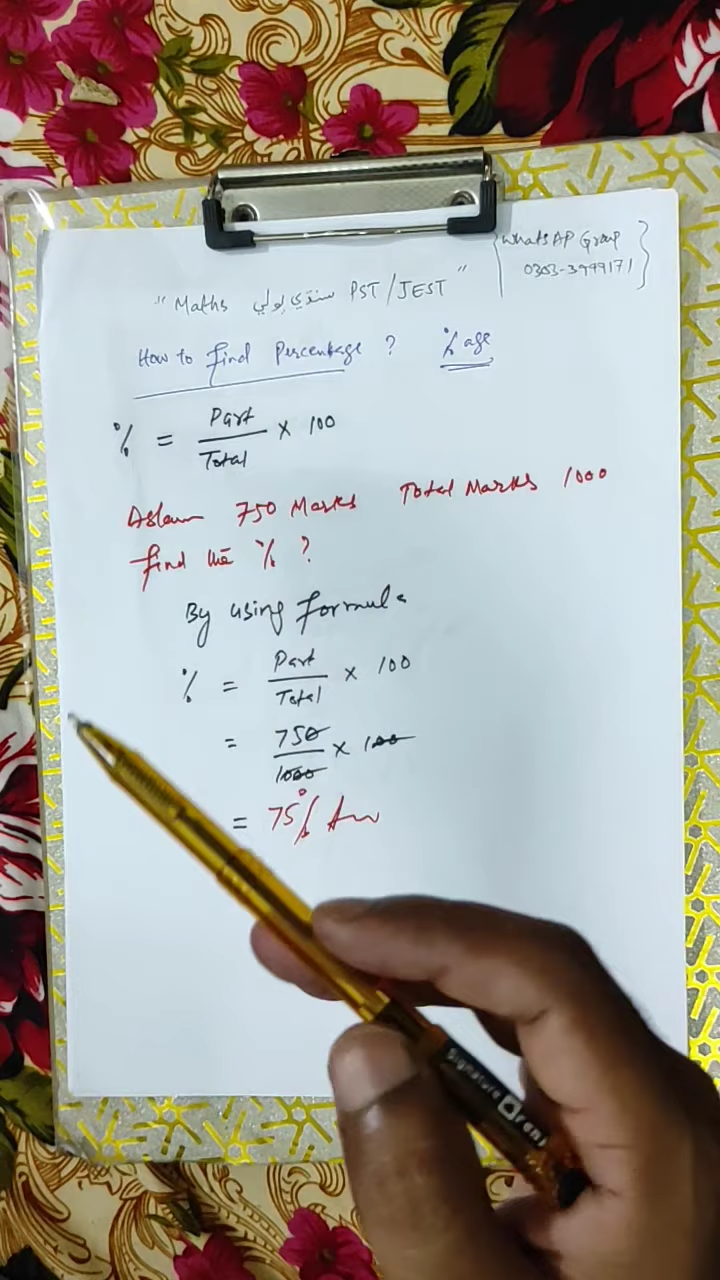 WhatsAP Group
0303-3999171
"Maths سنڌي ٻولي PST/JEST"
How to find Percentage ? % age
% = Part / Total × 100
Aslam 750 Marks Total Marks 1000
find the % ?
By using formula
% = Part / Total × 100
= 750 / 1000 × 100
= 75% Ans
Signature